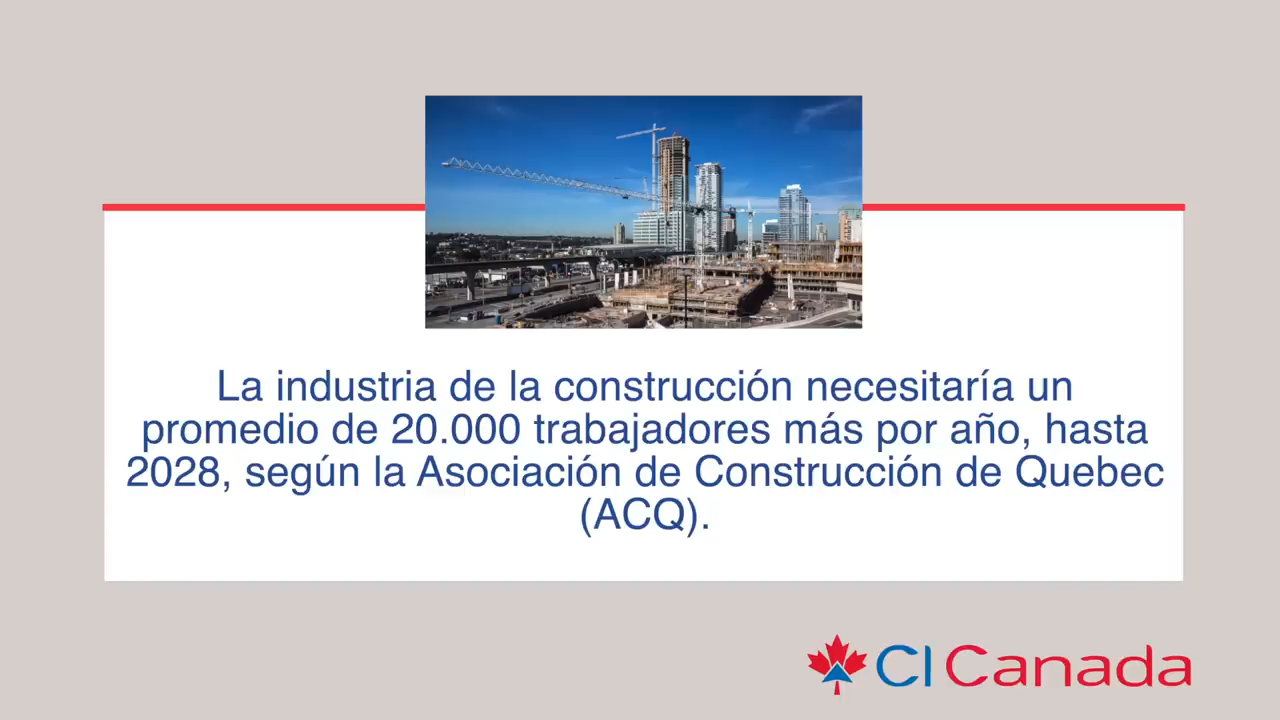 La industria de la construcción necesitaría un
promedio de 20.000 trabajadores más por año, hasta
2028, según la Asociación de Construcción de Quebec
(ACQ).
CI Canada